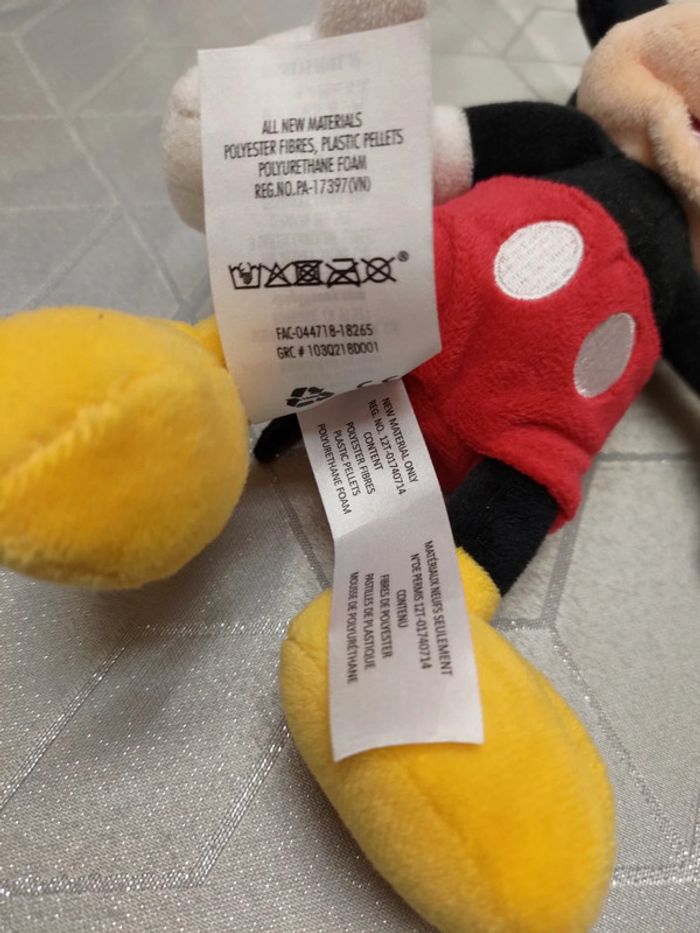 ALL NEW MATERIALS
POLYESTER FIBRES, PLASTIC PELLETS
POLYURETHANE FOAM
REG.NO.PA-17397(VN)
®
FAC-044718-18265
GRC # 103Q218D001
NEW MATERIAL ONLY
REG. NO. 12T-01740714
CONTENT
POLYESTER FIBRES
PLASTIC PELLETS
POLYURETHANE FOAM
MATÉRIAUX NEUFS SEULEMENT
N°DE PERMIS 12T-01740714
CONTENU
FIBRES DE POLYESTER
PASTILLES DE PLASTIQUE
MOUSSE DE POLYURÉTHANE